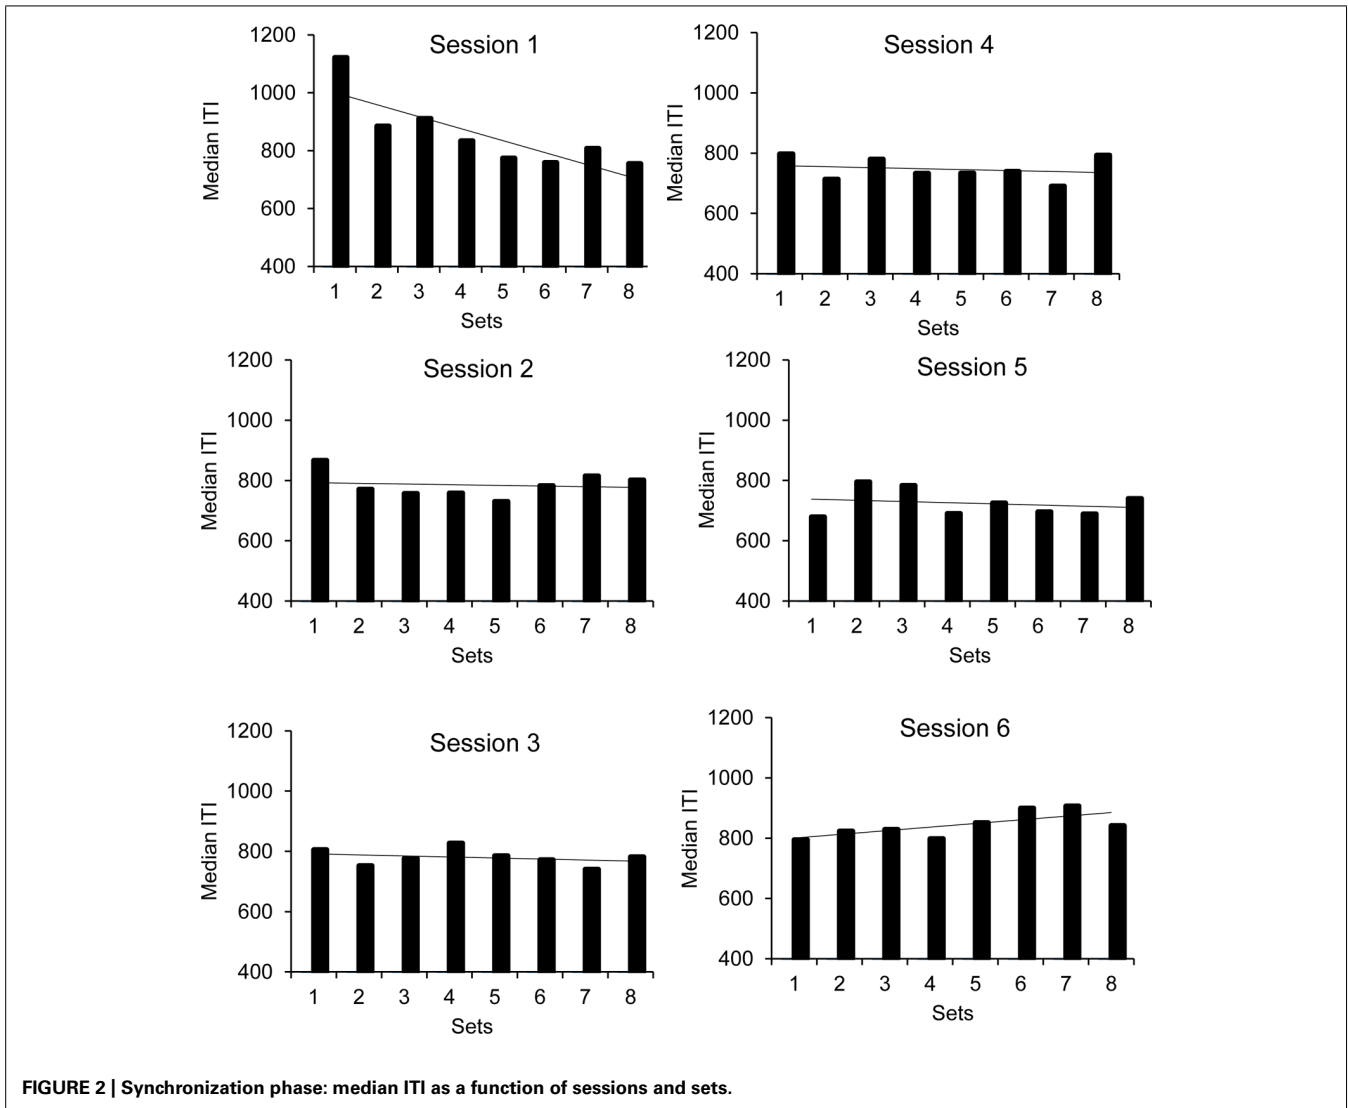 Session 1
1200
1000
800
600
400
Median ITI
1 2 3 4 5 6 7 8
Sets
Session 4
1200
1000
800
600
400
Median ITI
1 2 3 4 5 6 7 8
Sets
Session 2
1200
1000
800
600
400
Median ITI
1 2 3 4 5 6 7 8
Sets
Session 5
1200
1000
800
600
400
Median ITI
1 2 3 4 5 6 7 8
Sets
Session 3
1200
1000
800
600
400
Median ITI
1 2 3 4 5 6 7 8
Sets
Session 6
1200
1000
800
600
400
Median ITI
1 2 3 4 5 6 7 8
Sets
FIGURE 2 | Synchronization phase: median ITI as a function of sessions and sets.